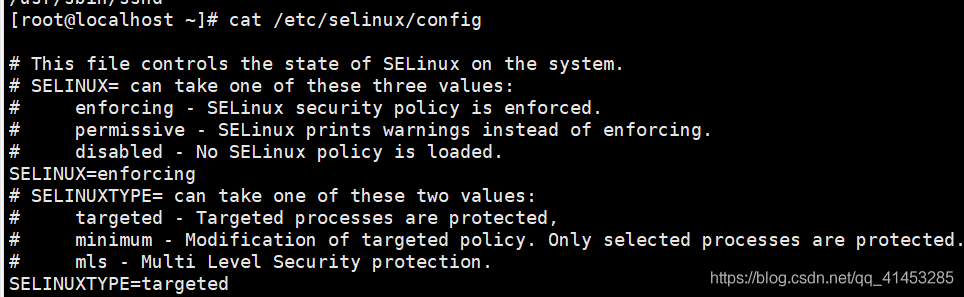 /usr/sbin/sshd
[root@localhost ~]# cat /etc/selinux/config
# This file controls the state of SELinux on the system.
# SELINUX= can take one of these three values:
#     enforcing - SELinux security policy is enforced.
#     permissive - SELinux prints warnings instead of enforcing.
#     disabled - No SELinux policy is loaded.
SELINUX=enforcing
# SELINUXTYPE= can take one of these two values:
#     targeted - Targeted processes are protected,
#     minimum - Modification of targeted policy. Only selected processes are protected.
#     mls - Multi Level Security protection.
SELINUXTYPE=targeted
https://blog.csdn.net/qq_41453285